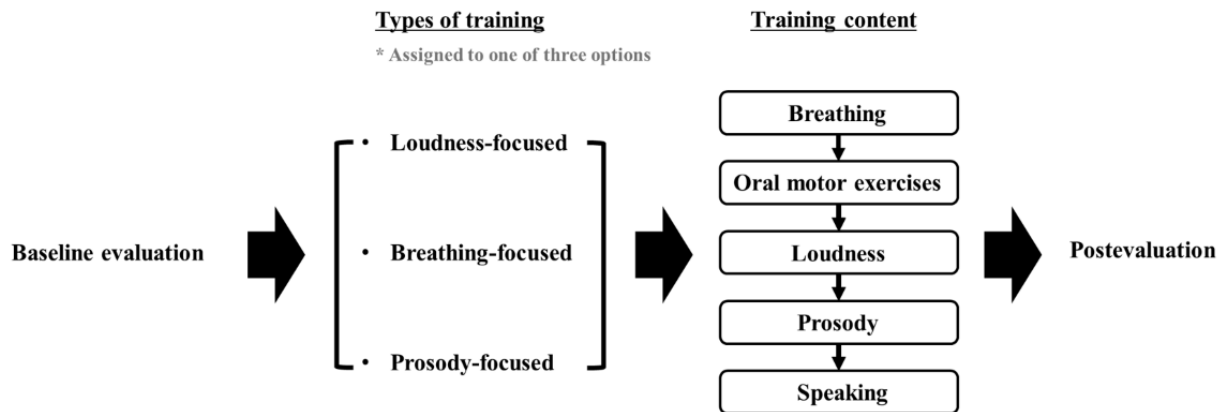 Types of training
* Assigned to one of three options
Training content
Baseline evaluation
• Loudness-focused
• Breathing-focused
• Prosody-focused
Breathing
Oral motor exercises
Loudness
Prosody
Speaking
Postevaluation